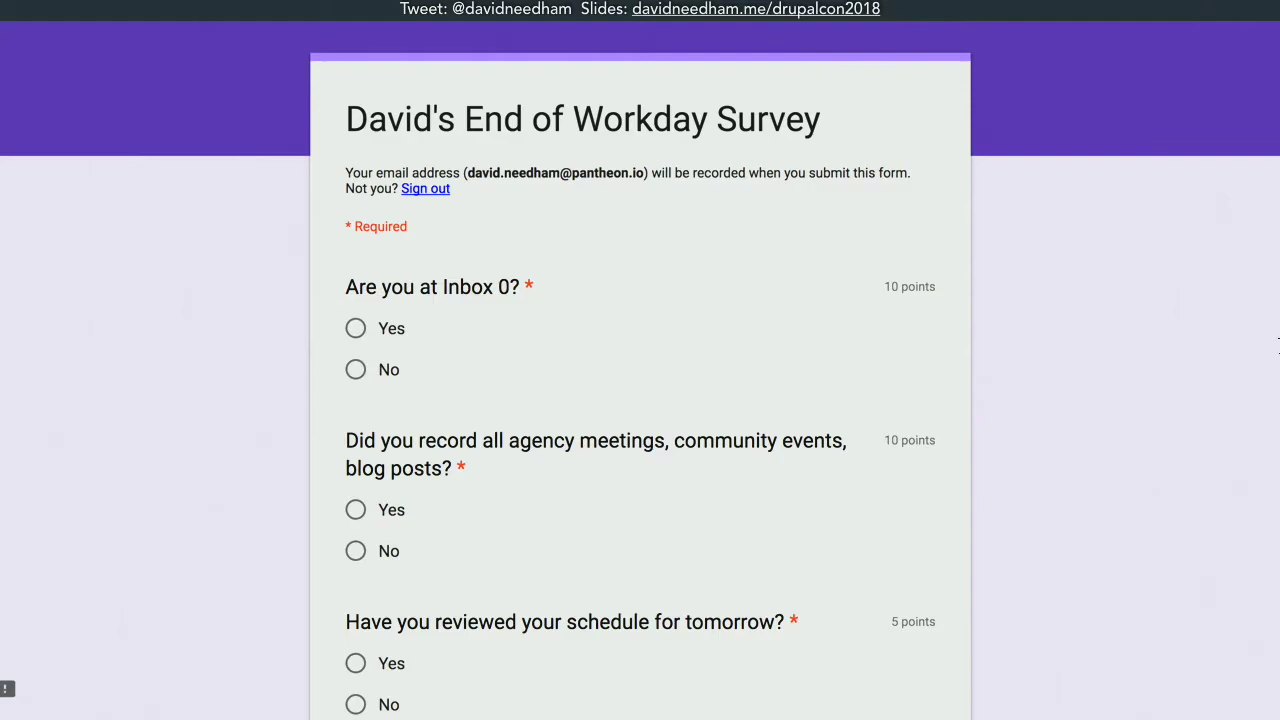 Tweet: @davidneedham Slides: davidneedham.me/drupalcon2018
David's End of Workday Survey
Your email address (david.needham@pantheon.io) will be recorded when you submit this form.
Not you? Sign out
* Required
Are you at Inbox 0? *
10 points
Yes
No
Did you record all agency meetings, community events,
10 points
blog posts? *
Yes
No
Have you reviewed your schedule for tomorrow? *
5 points
Yes
No
!